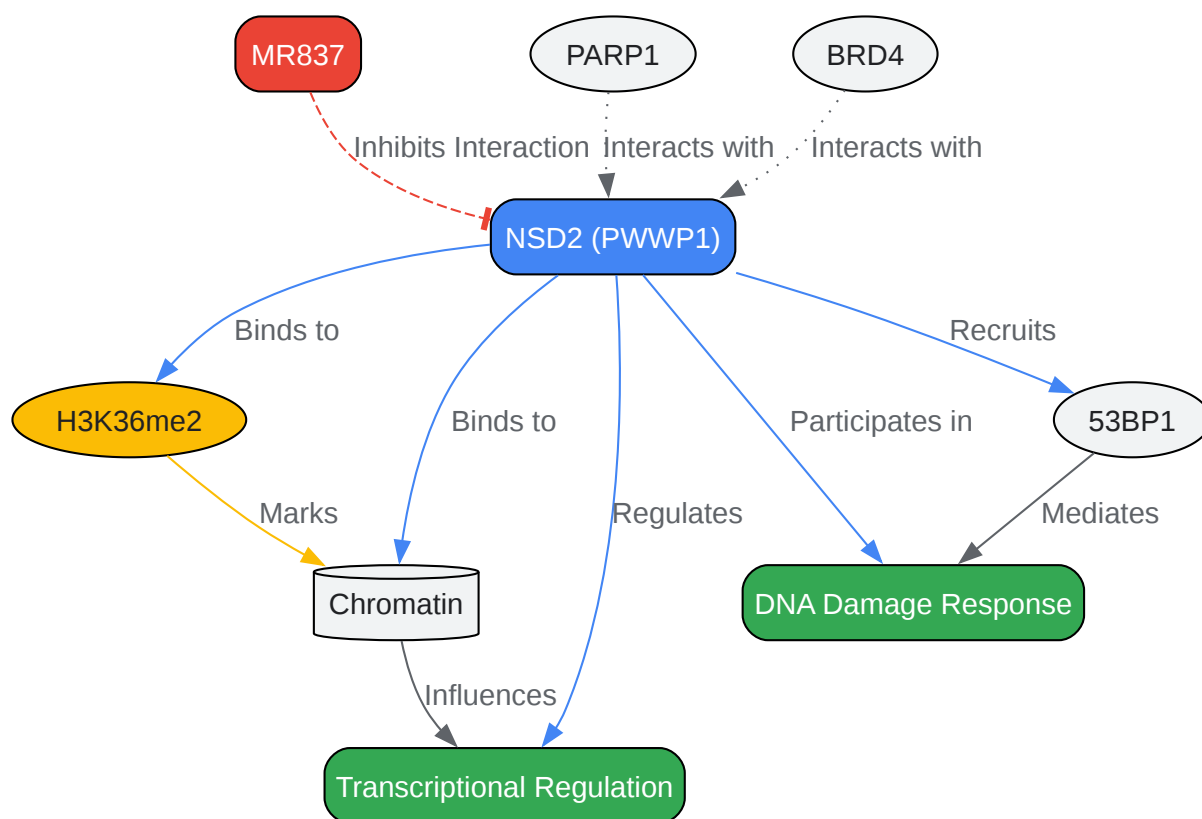 MR837
PARP1
BRD4
Inhibits Interaction
Interacts with
Interacts with
NSD2 (PWWP1)
Binds to
Recruits
H3K36me2
Binds to
Participates in
53BP1
Marks
Regulates
Mediates
Chromatin
DNA Damage Response
Influences
Transcriptional Regulation